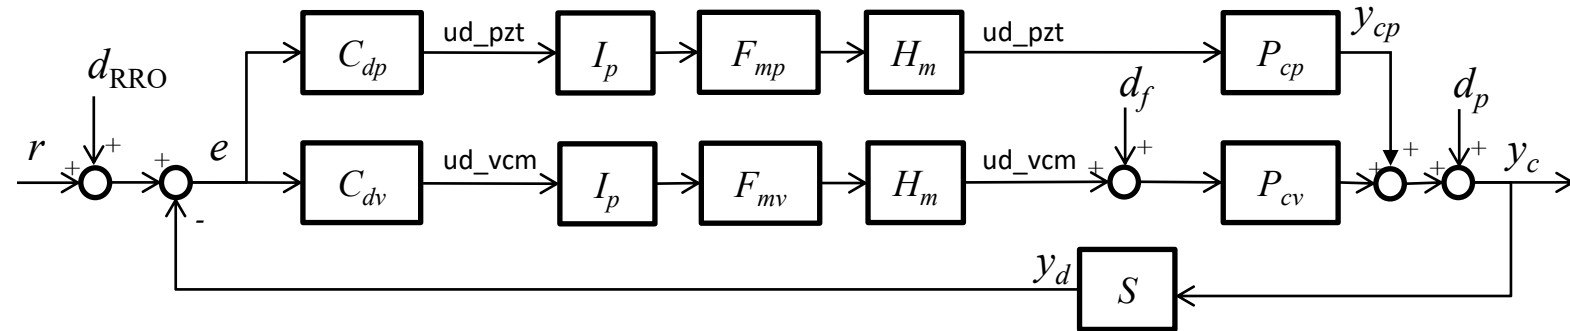 C_dp ud_pzt I_p F_mp H_m ud_pzt P_cp y_cp
d_RRO d_f d_p
r + + + e C_dv ud_vcm I_p F_mv H_m ud_vcm + + P_cv + + + + y_c
-
y_d S